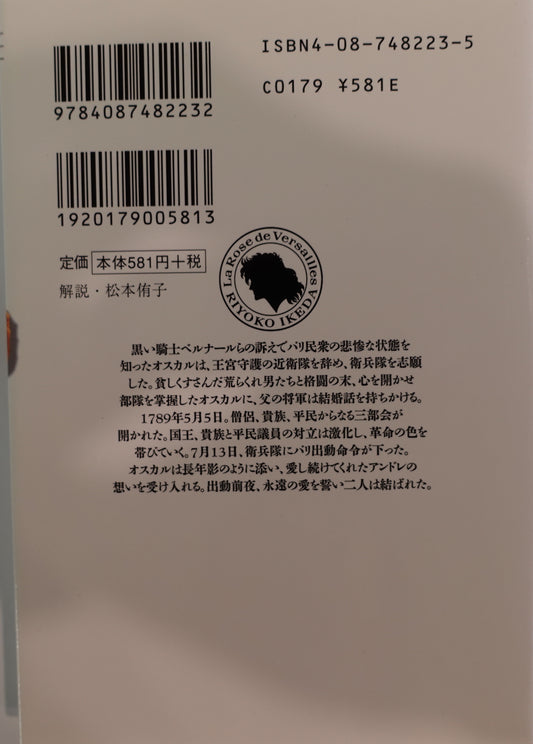 ISBN4-08-748223-5
C0179 ¥581E
9784087482232
1920179005813
定価 本体581円+税
解説・松本侑子
La Rose de Versailles
RIYOKO IKEDA
黒い騎士ベルナールらの訴えでパリ民衆の悲惨な状態を
知ったオスカルは、王宮守護の近衛隊を辞め、衛兵隊を志願
した。貧しくすさんだ荒らくれ男たちと格闘の末、心を開かせ
部隊を掌握したオスカルに、父の将軍は結婚話を持ちかける。
1789年5月5日。僧侶、貴族、平民からなる三部会が
開かれた。国王、貴族と平民議員の対立は激化し、革命の色を
帯びていく。7月13日、衛兵隊にパリ出動命令が下った。
オスカルは長年影のように添い、愛し続けてくれたアンドレの
想いを受け入れる。出動前夜、永遠の愛を誓い二人は結ばれた。